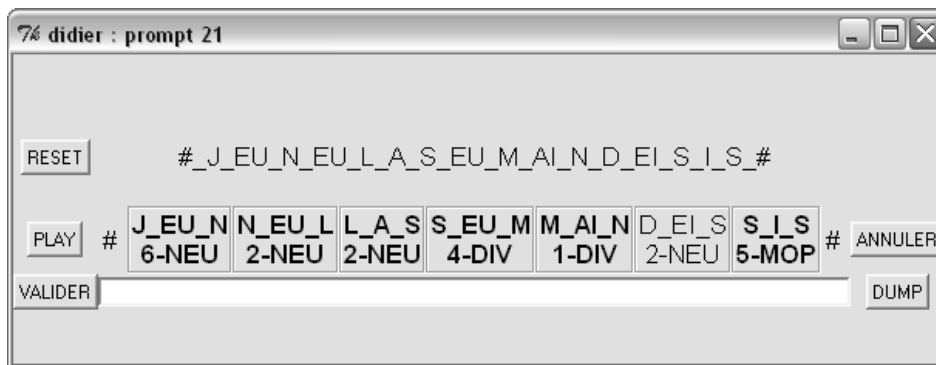 7% didier : prompt 21
RESET #_J_EU_N_EU_L_A_S_EU_M_AI_N_D_EI_S_I_S_#
PLAY # J_EU_N N_EU_L L_A_S S_EU_M M_AI_N D_EI_S S_I_S # ANNULER
6-NEU 2-NEU 2-NEU 4-DIV 1-DIV 2-NEU 5-MOP
VALIDER DUMP